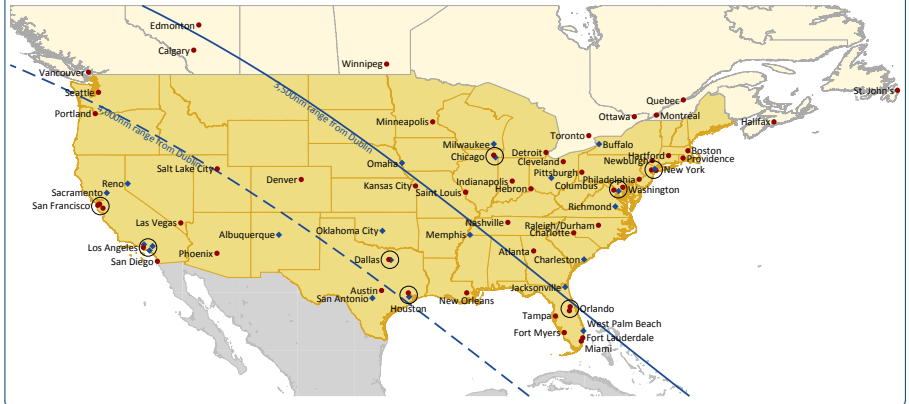 Edmonton
Calgary
Winnipeg
Vancouver
Seattle
Portland
St. John's
Quebec
Ottawa
Montreal
Halifax
Toronto
Minneapolis
3,500nm range from Dublin
4,000nm range from Dublin
Milwaukee
Chicago
Detroit
Cleveland
Buffalo
Boston
Hartford
Providence
Newburgh
New York
Pittsburgh
Philadelphia
Washington
Columbus
Omaha
Salt Lake City
Denver
Kansas City
Saint Louis
Indianapolis
Hebron
Reno
Sacramento
San Francisco
Richmond
Las Vegas
Albuquerque
Oklahoma City
Memphis
Nashville
Raleigh/Durham
Charlotte
Los Angeles
San Diego
Phoenix
Dallas
Atlanta
Charleston
Austin
San Antonio
Houston
New Orleans
Jacksonville
Orlando
Tampa
West Palm Beach
Fort Myers
Fort Lauderdale
Miami